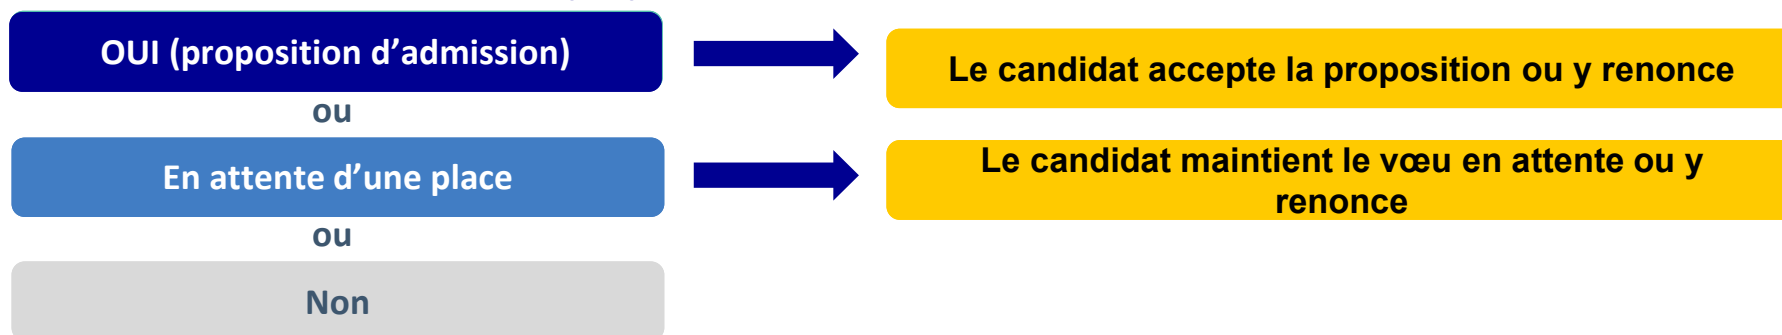 OUI (proposition d’admission)
Le candidat accepte la proposition ou y renonce
ou
En attente d’une place
Le candidat maintient le vœu en attente ou y
renonce
ou
Non